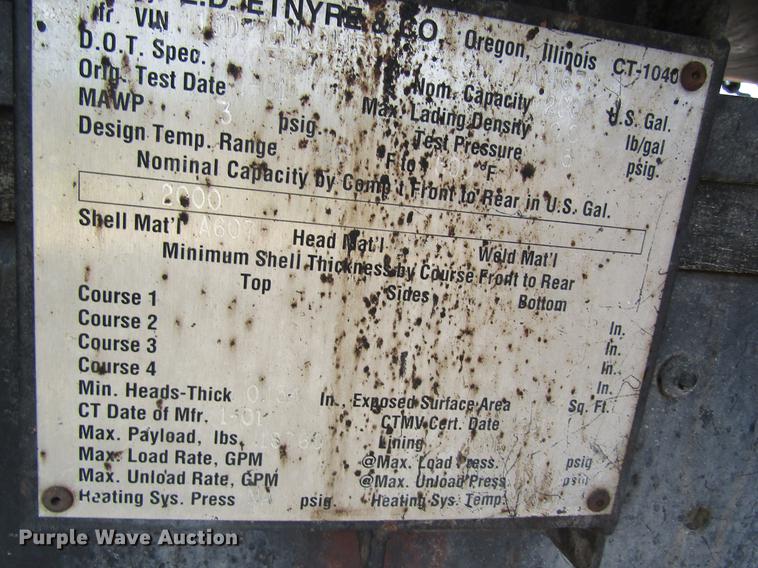 E.D. ETNYRE & CO. Oregon, Illinois CT-1040
Mfr. VIN
D.O.T. Spec.
Orig. Test Date Nom. Capacity U.S. Gal.
MAWP 3 psig. Max. Lading Density lb/gal
Design Temp. Range °F to °F Test Pressure 3 psig.
Nominal Capacity by Comp't Front to Rear in U.S. Gal.
2000
Shell Mat'l A607 Head Mat'l Weld Mat'l
Minimum Shell Thickness by Course Front to Rear
Top Sides Bottom
Course 1 In.
Course 2 In.
Course 3 In.
Course 4
Min. Heads-Thick In. Exposed Surface Area Sq. Ft.
CT Date of Mfr. 1-01 CTMV Cert. Date
Max. Payload, lbs. Lining
Max. Load Rate, GPM @Max. Load Press. psig
Max. Unload Rate, GPM @Max. Unload Press psig
Heating Sys. Press psig. Heating Sys. Temp.
Purple Wave Auction